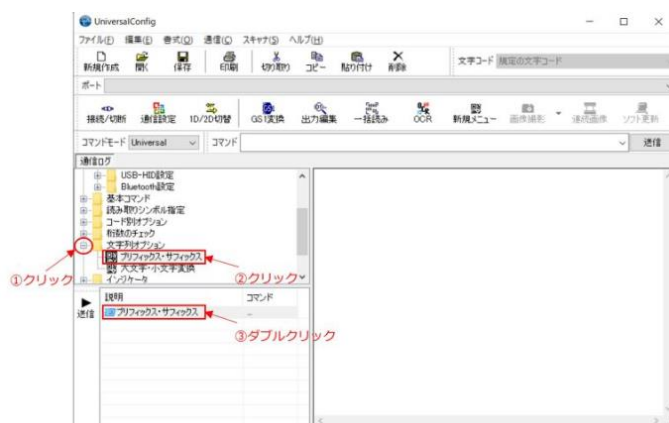 UniversalConfig
ファイル(F) 編集(E) 書式(O) 通信(C) スキャナ(S) ヘルプ(H)
新規作成 開く 保存 印刷 切り取り コピー 貼り付け 削除 文字コード 規定の文字コード
ポート
接続/切断 通信設定 1D/2D切替 GS1変換 出力編集 一括読み OCR 新規メニュー 画像撮影 連続画像 ソフト更新
コマンドモード Universal コマンド 送信
通信ログ
USB-HID設定
Bluetooth設定
基本コマンド
読み取りシンボル指定
コード別オプション
桁数のチェック
文字列オプション
プリフィックス・サフィックス
大文字・小文字変換
①クリック インジケータ ②クリック
説明 コマンド
送信 プリフィックス・サフィックス ...
③ダブルクリック